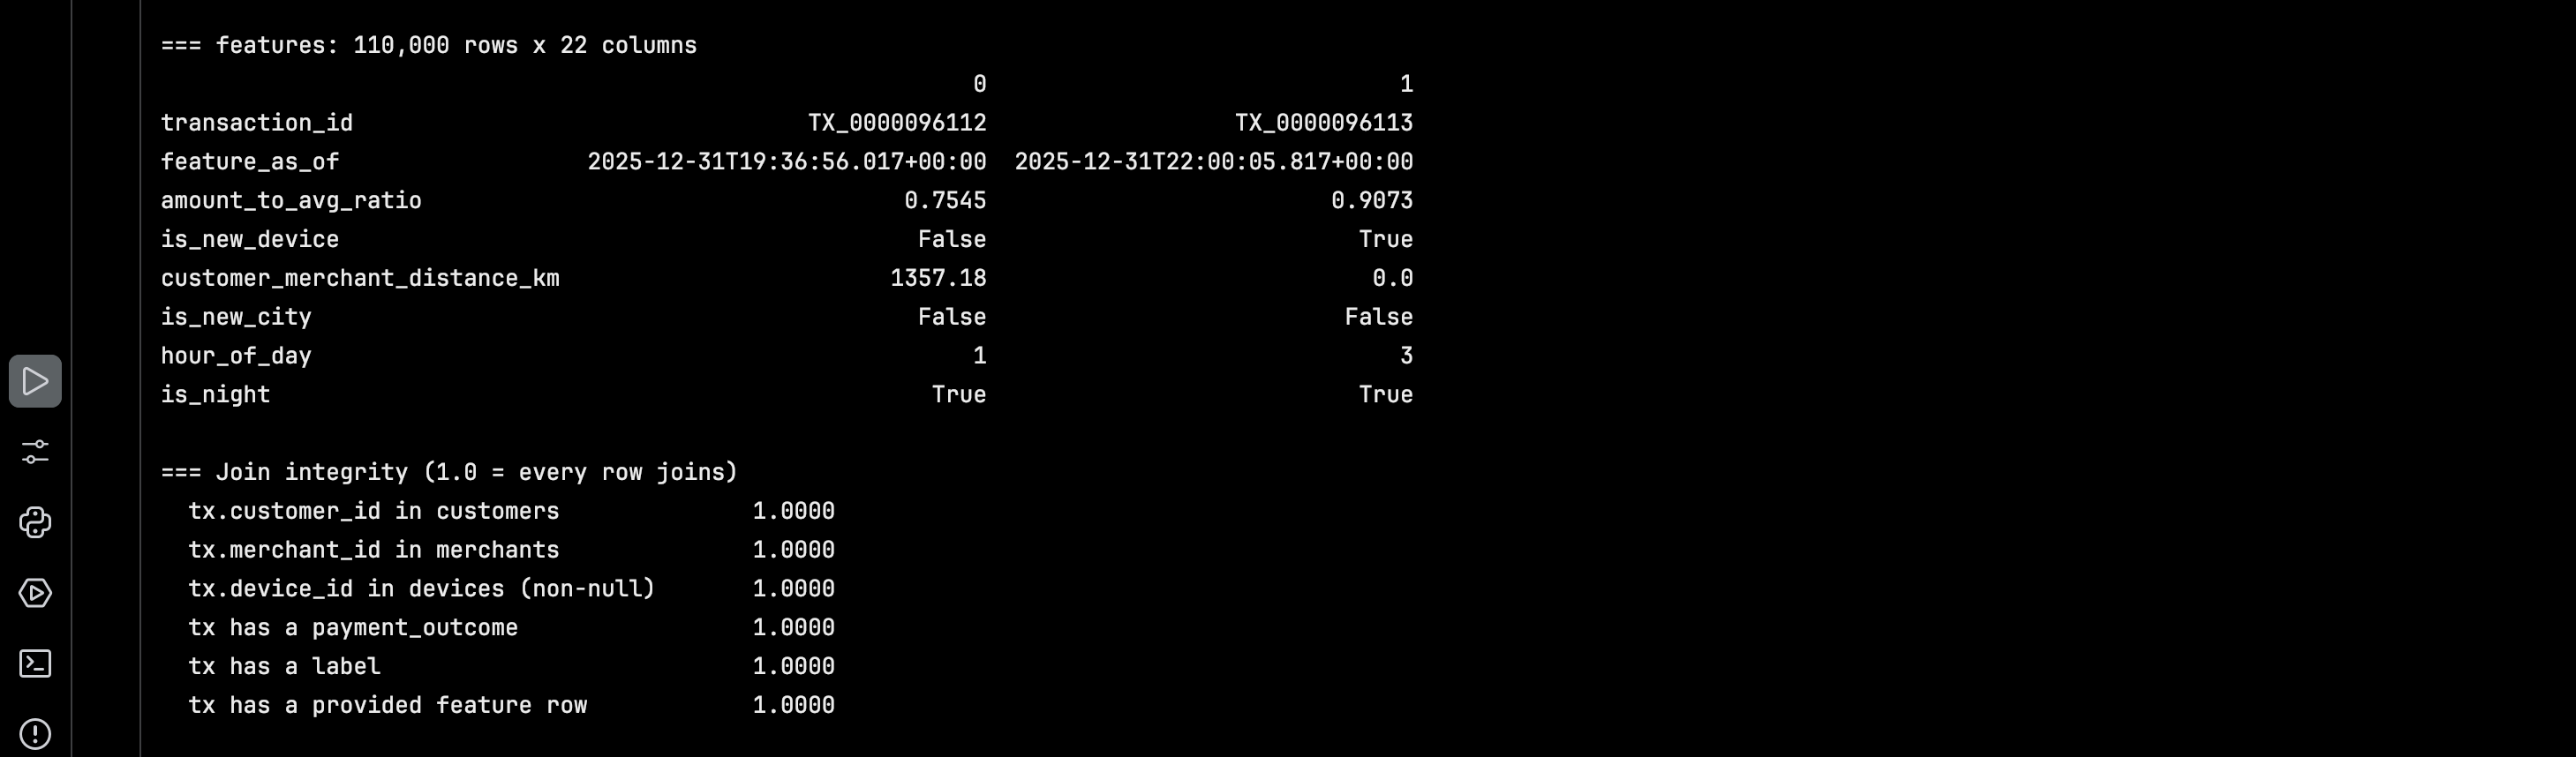 === features: 110,000 rows x 22 columns
0 1
transaction_id TX_0000096112 TX_0000096113
feature_as_of 2025-12-31T19:36:56.017+00:00 2025-12-31T22:00:05.817+00:00
amount_to_avg_ratio 0.7545 0.9073
is_new_device False True
customer_merchant_distance_km 1357.18 0.0
is_new_city False False
hour_of_day 1 3
is_night True True
=== Join integrity (1.0 = every row joins)
tx.customer_id in customers 1.0000
tx.merchant_id in merchants 1.0000
tx.device_id in devices (non-null) 1.0000
tx has a payment_outcome 1.0000
tx has a label 1.0000
tx has a provided feature row 1.0000